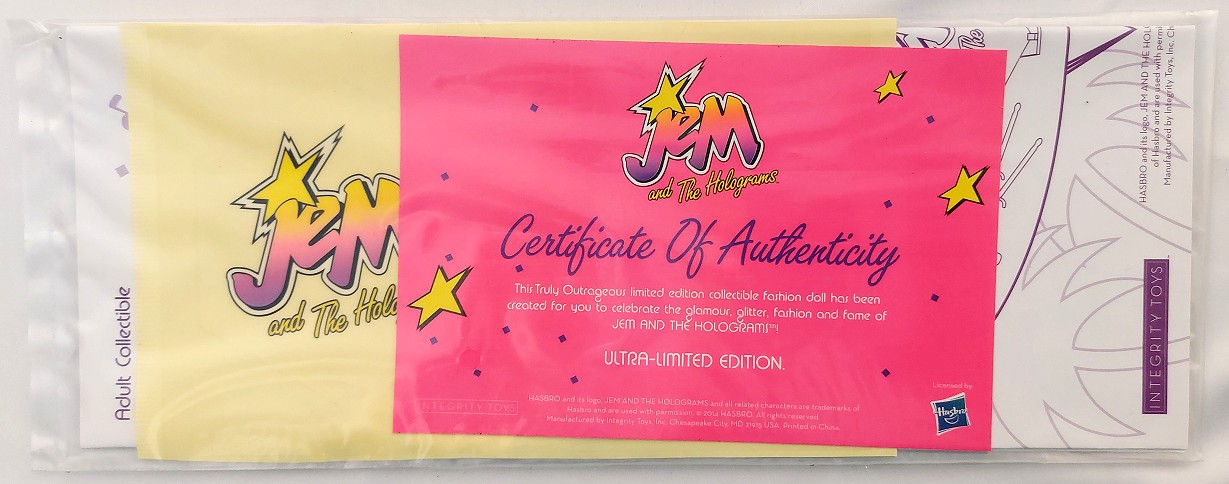 Adult Collectible
Jem
and The Holo
Jem
and The Holograms™
Certificate Of Authenticity
This Truly Outrageous limited edition collectible fashion doll has been
created for you to celebrate the glamour, glitter, fashion and fame of
JEM AND THE HOLOGRAMS™!
ULTRA-LIMITED EDITION.
INTEGRITY TOYS
HASBRO and its logo, JEM AND THE HOLOGRAMS and all related characters are trademarks of
Hasbro and are used with permission. © 2014 HASBRO. All rights reserved.
Manufactured by Integrity Toys, Inc. Chesapeake City, MD 21915 USA. Printed in China.
Licensed by:
Hasbro
the
HASBRO and its logo, JEM AND THE HOL
of Hasbro and are used with permi
Manufactured by Integrity Toys, Inc. Ch
INTEGRITY TOYS